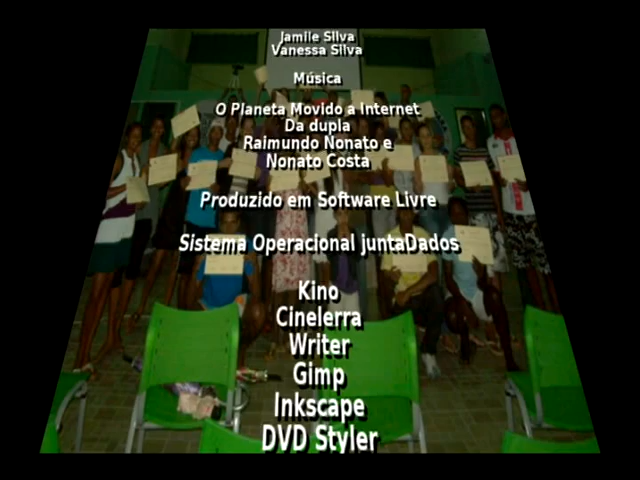 Jamile Silva
Vanessa Silva
Música
O Planeta Movido a Internet
Da dupla
Raimundo Nonato e
Nonato Costa
Produzido em Software Livre
Sistema Operacional juntaDados
Kino
Cinelerra
Writer
Gimp
Inkscape
DVD Styler